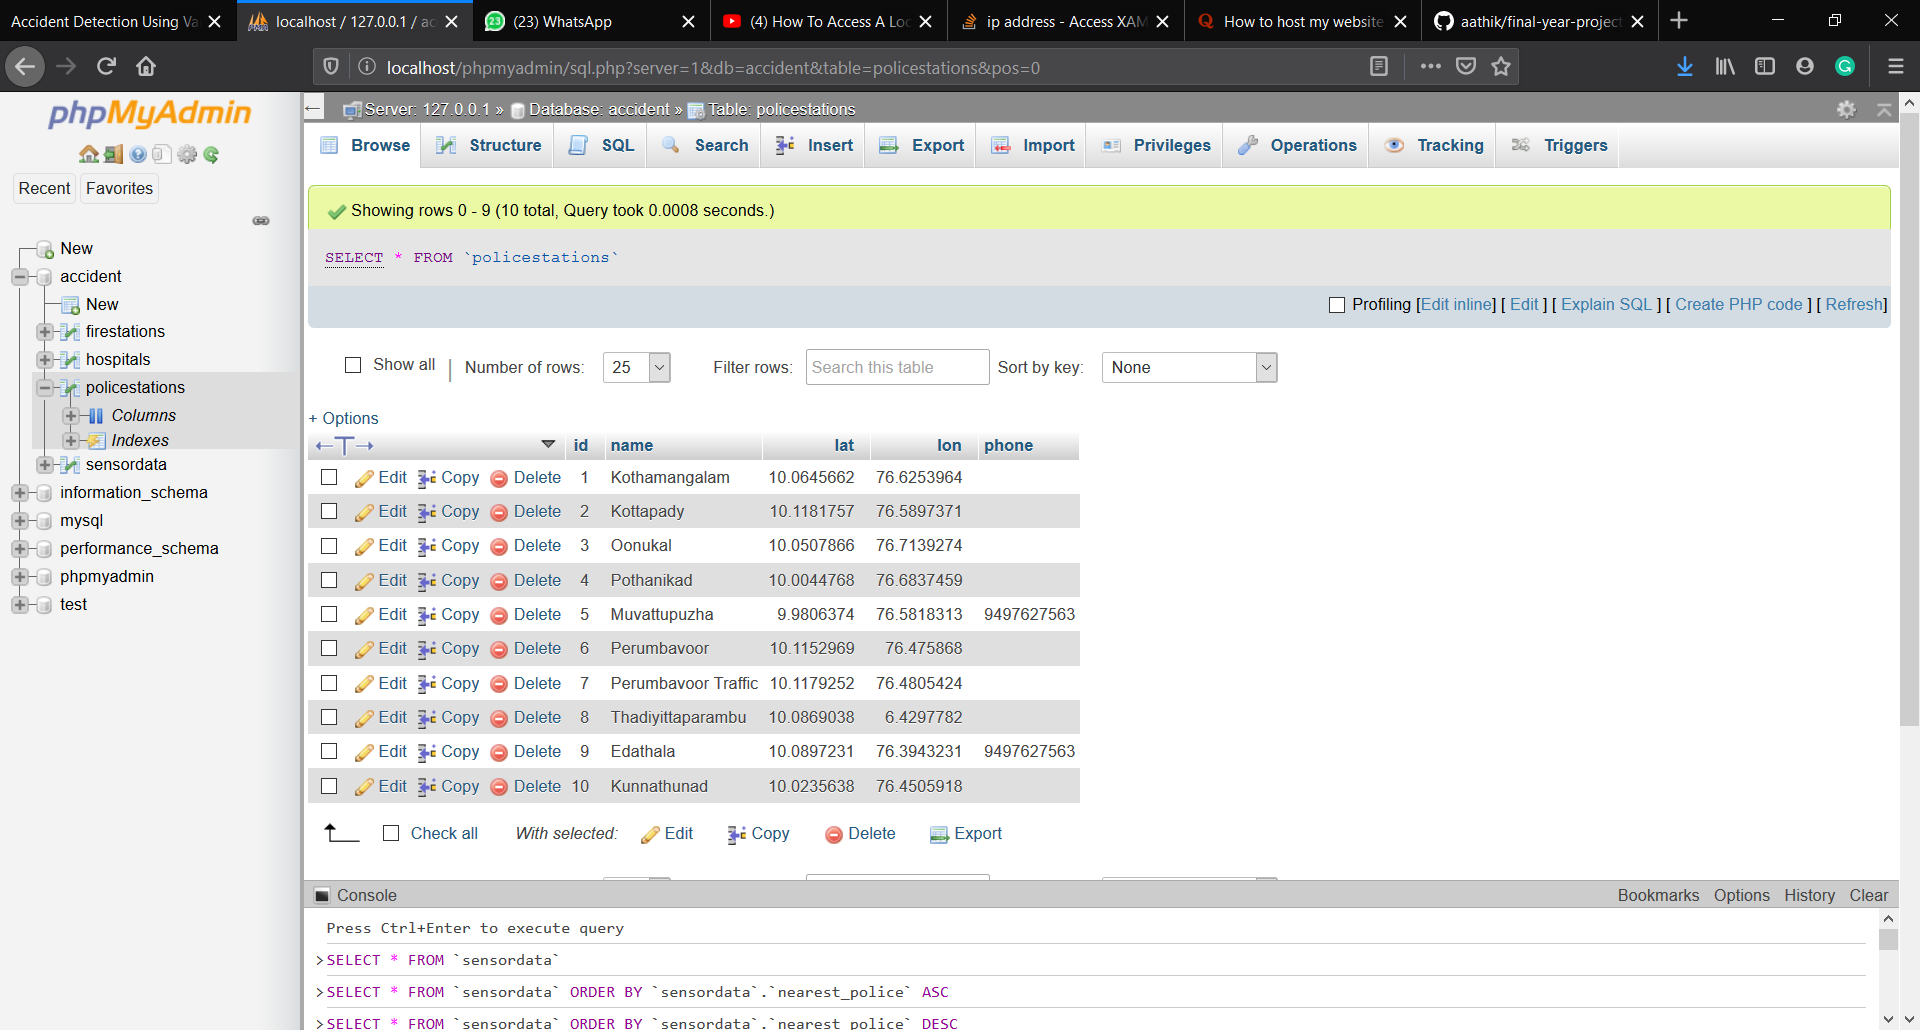 Accident Detection Using Va
localhost / 127.0.0.1 / ac
(23) WhatsApp
(4) How To Access A Loc
ip address - Access XAM
How to host my website
aathik/final-year-project
localhost/phpmyadmin/sql.php?server=1&db=accident&table=policestations&pos=0
phpMyAdmin
Server: 127.0.0.1 » Database: accident » Table: policestations
Browse Structure SQL Search Insert Export Import Privileges Operations Tracking Triggers
Recent Favorites
New
accident
New
firestations
hospitals
policestations
Columns
Indexes
sensordata
information_schema
mysql
performance_schema
phpmyadmin
test
Showing rows 0 - 9 (10 total, Query took 0.0008 seconds.)
SELECT * FROM `policestations`
Profiling [Edit inline] [ Edit ] [ Explain SQL ] [ Create PHP code ] [ Refresh]
Show all | Number of rows: 25 Filter rows: Search this table Sort by key: None
+ Options
←T→ id name lat lon phone
Edit Copy Delete 1 Kothamangalam 10.0645662 76.6253964
Edit Copy Delete 2 Kottapady 10.1181757 76.5897371
Edit Copy Delete 3 Oonukal 10.0507866 76.7139274
Edit Copy Delete 4 Pothanikad 10.0044768 76.6837459
Edit Copy Delete 5 Muvattupuzha 9.9806374 76.5818313 9497627563
Edit Copy Delete 6 Perumbavoor 10.1152969 76.475868
Edit Copy Delete 7 Perumbavoor Traffic 10.1179252 76.4805424
Edit Copy Delete 8 Thadiyittaparambu 10.0869038 6.4297782
Edit Copy Delete 9 Edathala 10.0897231 76.3943231 9497627563
Edit Copy Delete 10 Kunnathunad 10.0235638 76.4505918
Check all With selected: Edit Copy Delete Export
Console Bookmarks Options History Clear
Press Ctrl+Enter to execute query
>SELECT * FROM `sensordata`
>SELECT * FROM `sensordata` ORDER BY `sensordata`.`nearest_police` ASC
>SELECT * FROM `sensordata` ORDER BY `sensordata`.`nearest_police` DESC